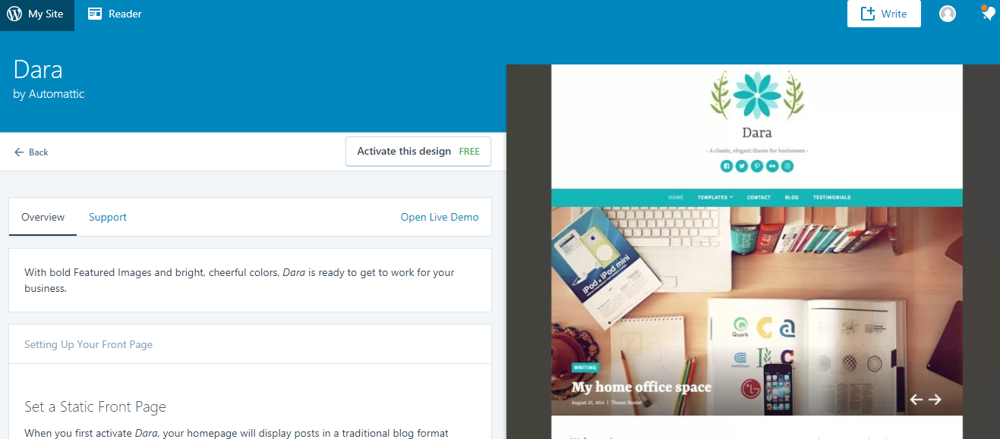 My Site
Reader
Write
Dara
by Automattic
Back
Activate this design FREE
Overview
Support
Open Live Demo
With bold Featured Images and bright, cheerful colors, Dara is ready to get to work for your
business.
Setting Up Your Front Page
Set a Static Front Page
When you first activate Dara, your homepage will display posts in a traditional blog format
Dara
- A classic, elegant theme for businesses -
HOME
TEMPLATES
CONTACT
BLOG
TESTIMONIALS
iPod x iPod mini
Quark
C a
C
LG
WRITING
My home office space
August 27, 2014 | Theme Buster